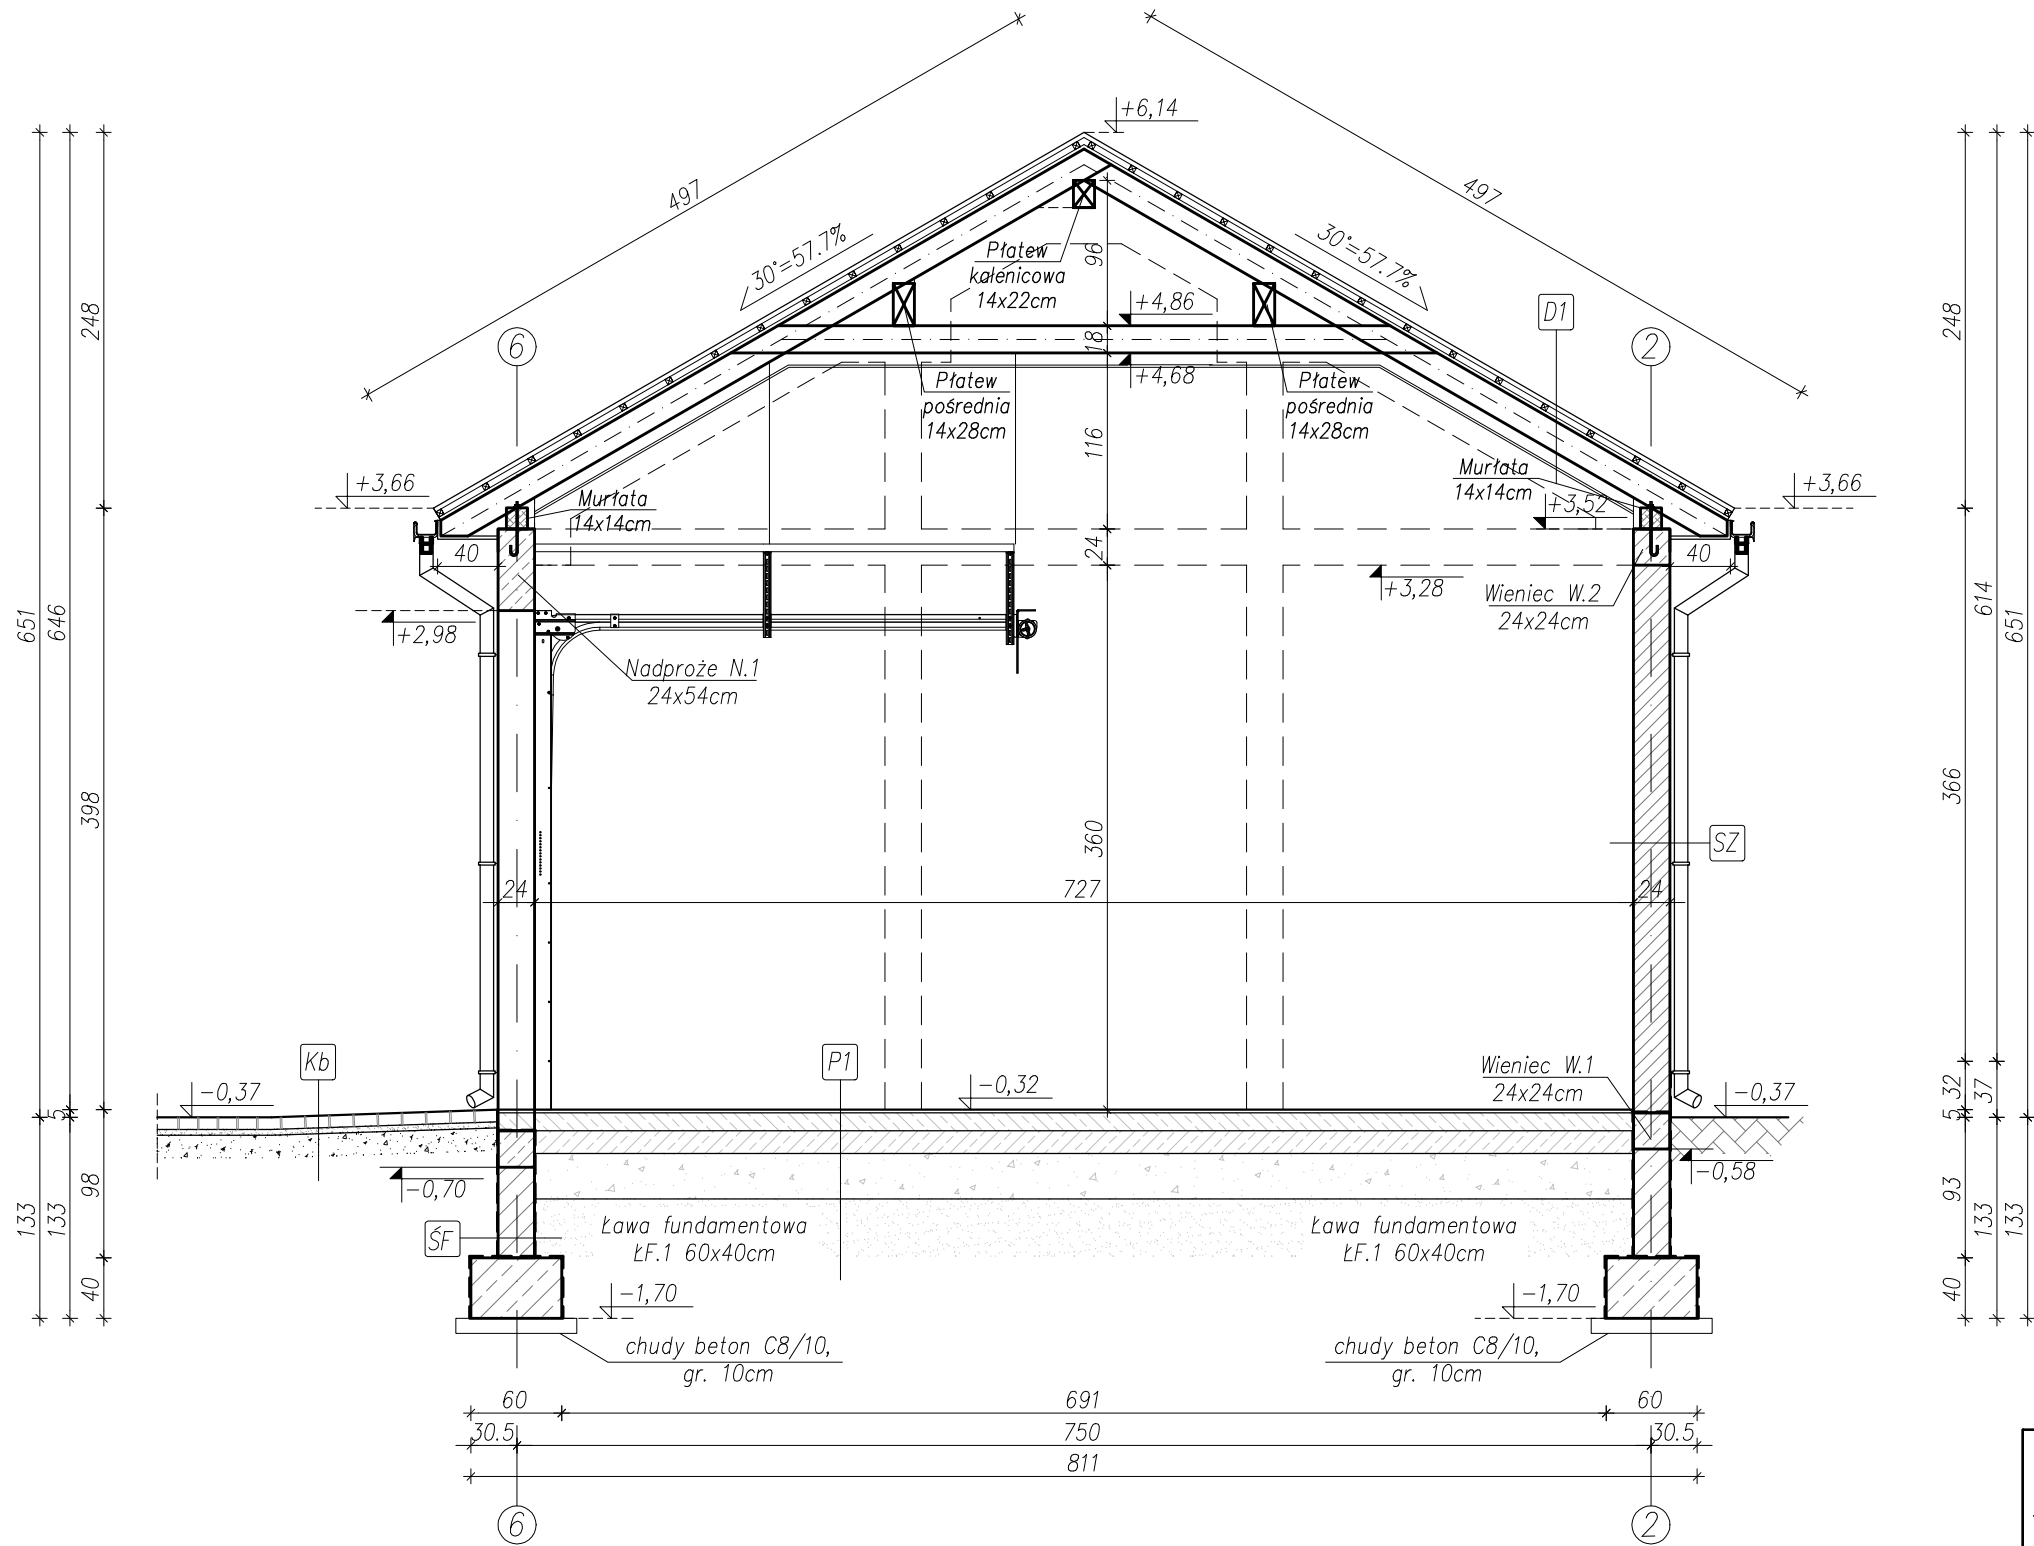 +6,14
497
497
30°=57.7%
30°=57.7%
Płatew
kalenicowa
14x22cm
96
+4,86
18
+4,68
D1
6
2
248
248
Płatew
pośrednia
14x28cm
Płatew
pośrednia
14x28cm
116
+3,66
Murłata
14x14cm
Murłata
14x14cm
+3,52
+3,66
40
24
40
+3,28
+2,98
Wieniec W.2
24x24cm
Nadproże N.1
24x54cm
651
646
398
614
651
366
360
SZ
24
727
24
Kb
P1
Wieniec W.1
24x24cm
-0,37
-0,32
-0,37
5
5
32
37
-0,70
-0,58
98
93
133
133
133
133
ŚF
Ława fundamentowa
ŁF.1 60x40cm
Ława fundamentowa
ŁF.1 60x40cm
40
40
-1,70
-1,70
chudy beton C8/10,
gr. 10cm
chudy beton C8/10,
gr. 10cm
60
691
60
30.5
750
30.5
811
6
2